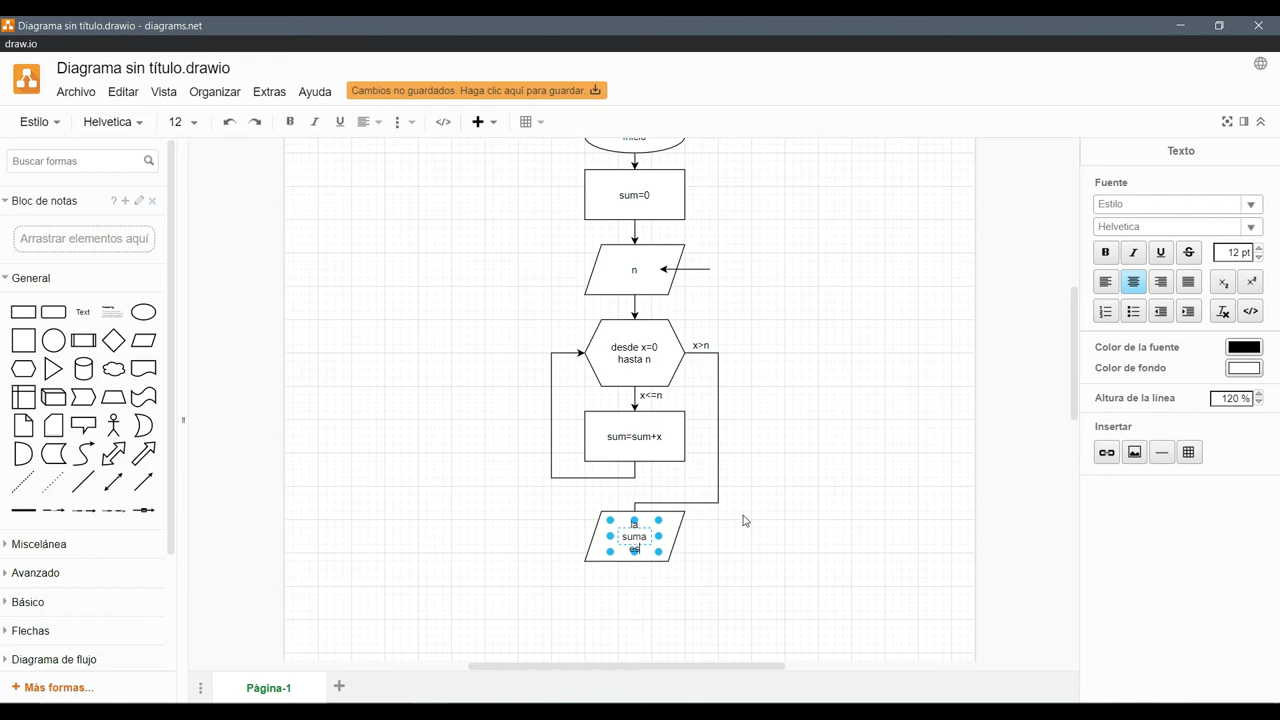 Diagrama sin título.drawio - diagrams.net
draw.io
Diagrama sin título.drawio
Archivo Editar Vista Organizar Extras Ayuda
Cambios no guardados. Haga clic aquí para guardar.
Estilo Helvetica 12 B I U </>
Buscar formas
Bloc de notas ?
Arrastrar elementos aquí
General
Text
Heading
Miscelánea
Avanzado
Básico
Flechas
Diagrama de flujo
+ Más formas...
Inicio
sum=0
n
desde x=0
hasta n
x>n
x<=n
sum=sum+x
la
suma
es
Texto
Fuente
Estilo
Helvetica
B I U S 12 pt
Color de la fuente
Color de fondo
Altura de la línea 120 %
Insertar
Página-1